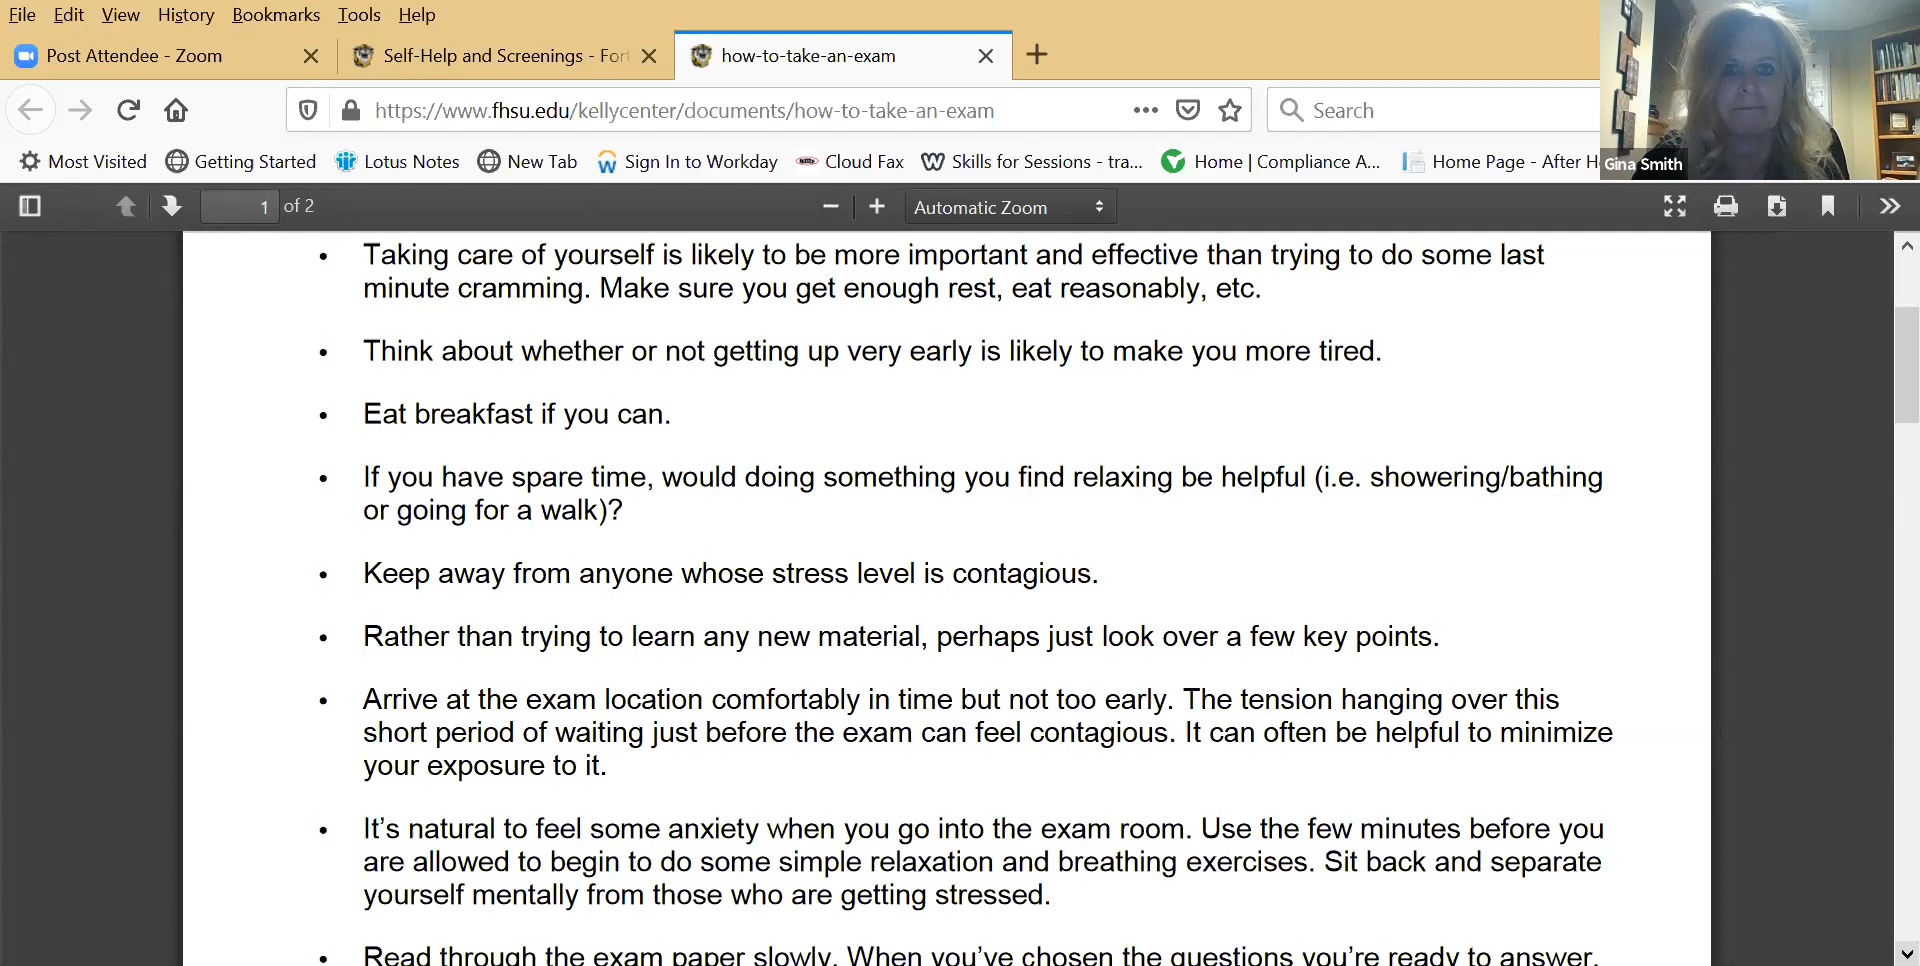 File Edit View History Bookmarks Tools Help
Post Attendee - Zoom
Self-Help and Screenings - Fort
how-to-take-an-exam
https://www.fhsu.edu/kellycenter/documents/how-to-take-an-exam
Search
Most Visited Getting Started Lotus Notes New Tab Sign In to Workday Cloud Fax Skills for Sessions - tra... Home | Compliance A... Home Page - After H
Gina Smith
1 of 2
Automatic Zoom
• Taking care of yourself is likely to be more important and effective than trying to do some last
minute cramming. Make sure you get enough rest, eat reasonably, etc.
• Think about whether or not getting up very early is likely to make you more tired.
• Eat breakfast if you can.
• If you have spare time, would doing something you find relaxing be helpful (i.e. showering/bathing
or going for a walk)?
• Keep away from anyone whose stress level is contagious.
• Rather than trying to learn any new material, perhaps just look over a few key points.
• Arrive at the exam location comfortably in time but not too early. The tension hanging over this
short period of waiting just before the exam can feel contagious. It can often be helpful to minimize
your exposure to it.
• It’s natural to feel some anxiety when you go into the exam room. Use the few minutes before you
are allowed to begin to do some simple relaxation and breathing exercises. Sit back and separate
yourself mentally from those who are getting stressed.
• Read through the exam paper slowly. When you’ve chosen the questions you’re ready to answer,